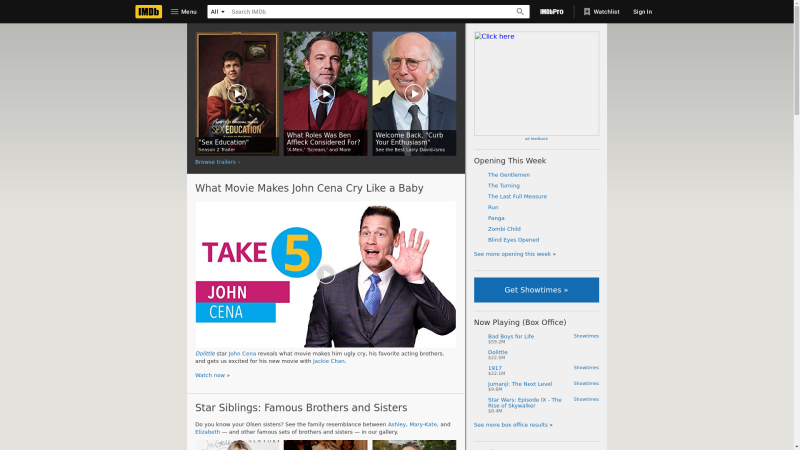 IMDb
Menu
All
Search IMDb
IMDbPro
Watchlist
Sign In
SEX EDUCATION
"Sex Education"
Season 2 Trailer
What Roles Was Ben
Affleck Considered For?
'X-Men,' 'Scream,' and More
Welcome Back, "Curb
Your Enthusiasm"
See the Best Larry David-isms
Browse trailers »
What Movie Makes John Cena Cry Like a Baby
TAKE 5
JOHN
CENA
Dolittle star John Cena reveals what movie makes him ugly cry, his favorite acting brothers,
and gets us excited for his new movie with Jackie Chan.
Watch now »
Star Siblings: Famous Brothers and Sisters
Do you know your Olsen sisters? See the family resemblance between Ashley, Mary-Kate, and
Elizabeth — and other famous sets of brothers and sisters — in our gallery.
Click here
ad feedback
Opening This Week
The Gentlemen
The Turning
The Last Full Measure
Run
Panga
Zombi Child
Blind Eyes Opened
See more opening this week »
Get Showtimes »
Now Playing (Box Office)
Bad Boys for Life Showtimes
$59.2M
Dolittle
$22.5M
1917 Showtimes
$22.1M
Jumanji: The Next Level Showtimes
$9.6M
Star Wars: Episode IX - The Showtimes
Rise of Skywalker
$8.4M
See more box office results »